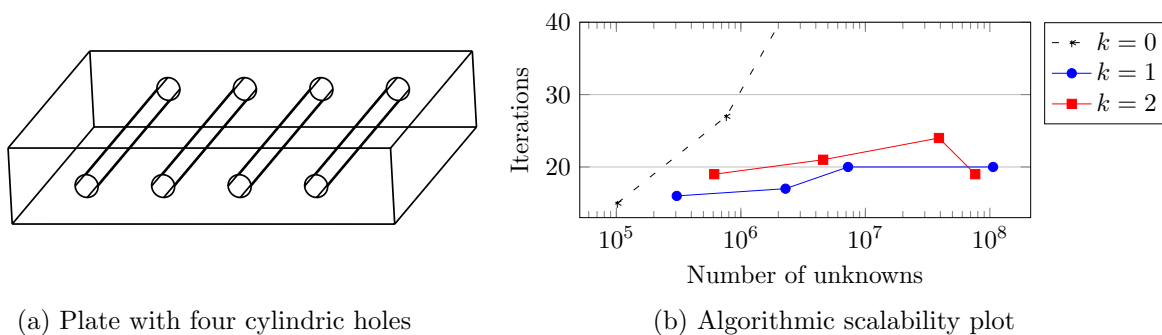 40
30
20
Iterations
10^5
10^6
10^7
10^8
Number of unknowns
k = 0
k = 1
k = 2
(a) Plate with four cylindric holes
(b) Algorithmic scalability plot